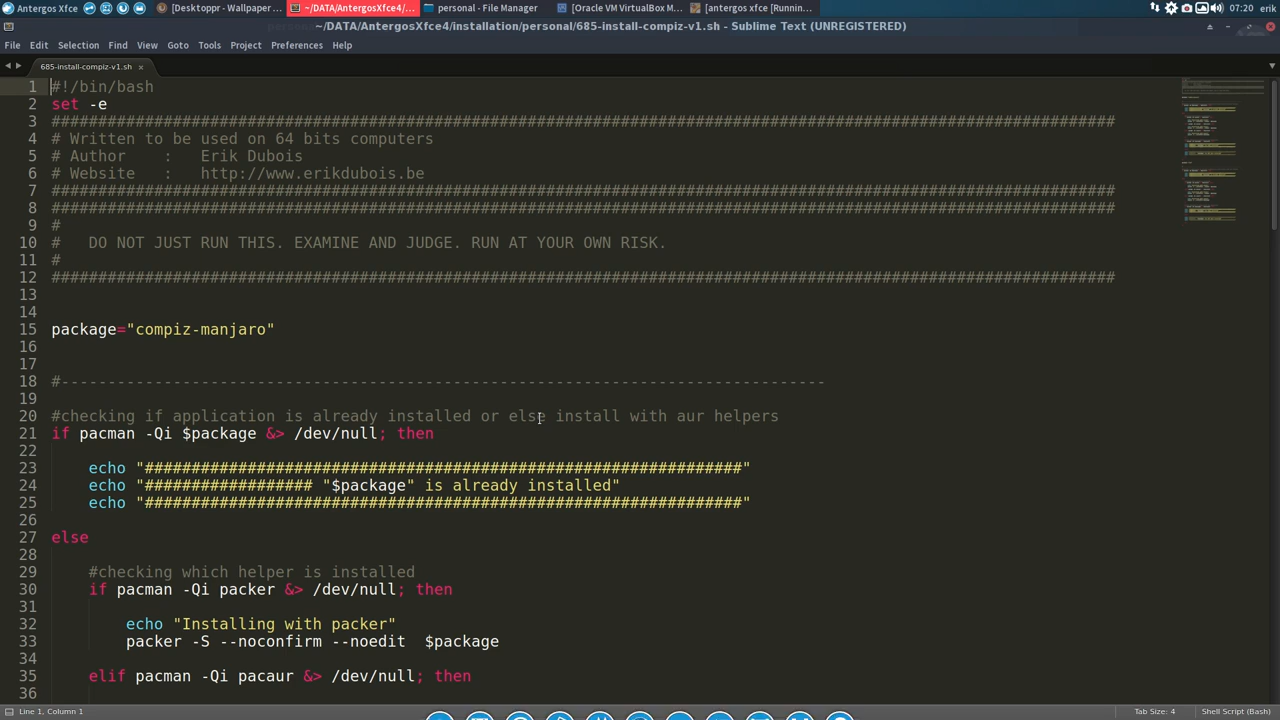 Antergos Xfce [Desktoppr - Wallpaper ... ~/DATA/AntergosXfce4/... personal - File Manager [Oracle VM VirtualBox M... [antergos xfce [Runnin... 07:20 erik
~/DATA/AntergosXfce4/installation/personal/685-install-compiz-v1.sh - Sublime Text (UNREGISTERED)
File Edit Selection Find View Goto Tools Project Preferences Help
685-install-compiz-v1.sh ×
1 #!/bin/bash
2 set -e
3 ##################################################################################################################
4 # Written to be used on 64 bits computers
5 # Author : Erik Dubois
6 # Website : http://www.erikdubois.be
7 ##################################################################################################################
8 ##################################################################################################################
9 #
10 # DO NOT JUST RUN THIS. EXAMINE AND JUDGE. RUN AT YOUR OWN RISK.
11 #
12 ##################################################################################################################
13
14
15 package="compiz-manjaro"
16
17
18 #----------------------------------------------------------------------------------
19
20 #checking if application is already installed or else install with aur helpers
21 if pacman -Qi $package &> /dev/null; then
22
23 echo "################################################################"
24 echo "################## "$package" is already installed"
25 echo "################################################################"
26
27 else
28
29 #checking which helper is installed
30 if pacman -Qi packer &> /dev/null; then
31
32 echo "Installing with packer"
33 packer -S --noconfirm --noedit $package
34
35 elif pacman -Qi pacaur &> /dev/null; then
36
Line 1, Column 1 Tab Size: 4 Shell Script (Bash)